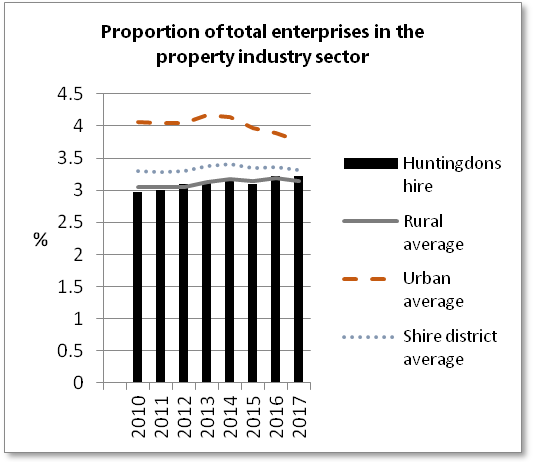 Proportion of total enterprises in the
property industry sector
4.5
4
3.5
3
2.5
2
1.5
1
0.5
0
%
2010
2011
2012
2013
2014
2015
2016
2017
Huntingdons
hire
Rural
average
Urban
average
Shire district
average